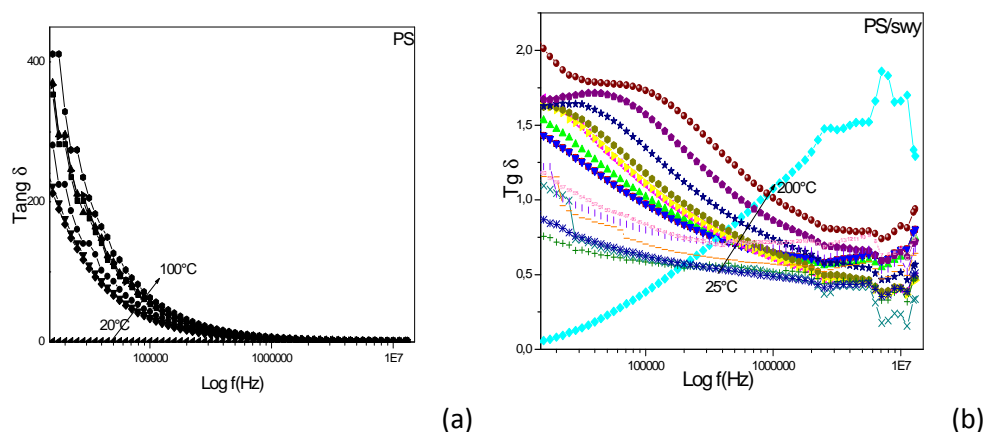 PS
400
200
0
Tang δ
100°C
20°C
100000
1000000
1E7
Log f(Hz)
(a)
PS/swy
2,0
1,5
1,0
0,5
0,0
Tg δ
200°C
25°C
100000
1000000
1E7
Log f(Hz)
(b)